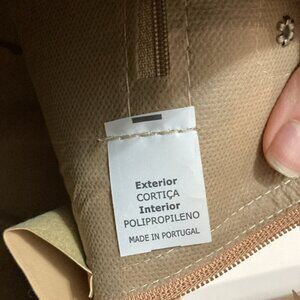 Exterior
CORTIÇA
Interior
POLIPROPILENO
MADE IN PORTUGAL